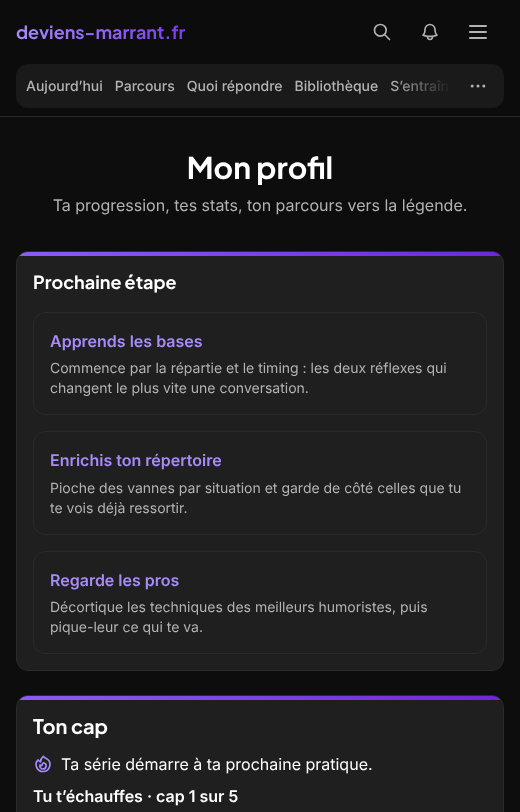 deviens-marrant.fr
Aujourd’hui Parcours Quoi répondre Bibliothèque S’entraîn
Mon profil
Ta progression, tes stats, ton parcours vers la légende.
Prochaine étape
Apprends les bases
Commence par la répartie et le timing : les deux réflexes qui
changent le plus vite une conversation.
Enrichis ton répertoire
Pioche des vannes par situation et garde de côté celles que tu
te vois déjà ressortir.
Regarde les pros
Décortique les techniques des meilleurs humoristes, puis
pique-leur ce qui te va.
Ton cap
Ta série démarre à ta prochaine pratique.
Tu t’échauffes · cap 1 sur 5